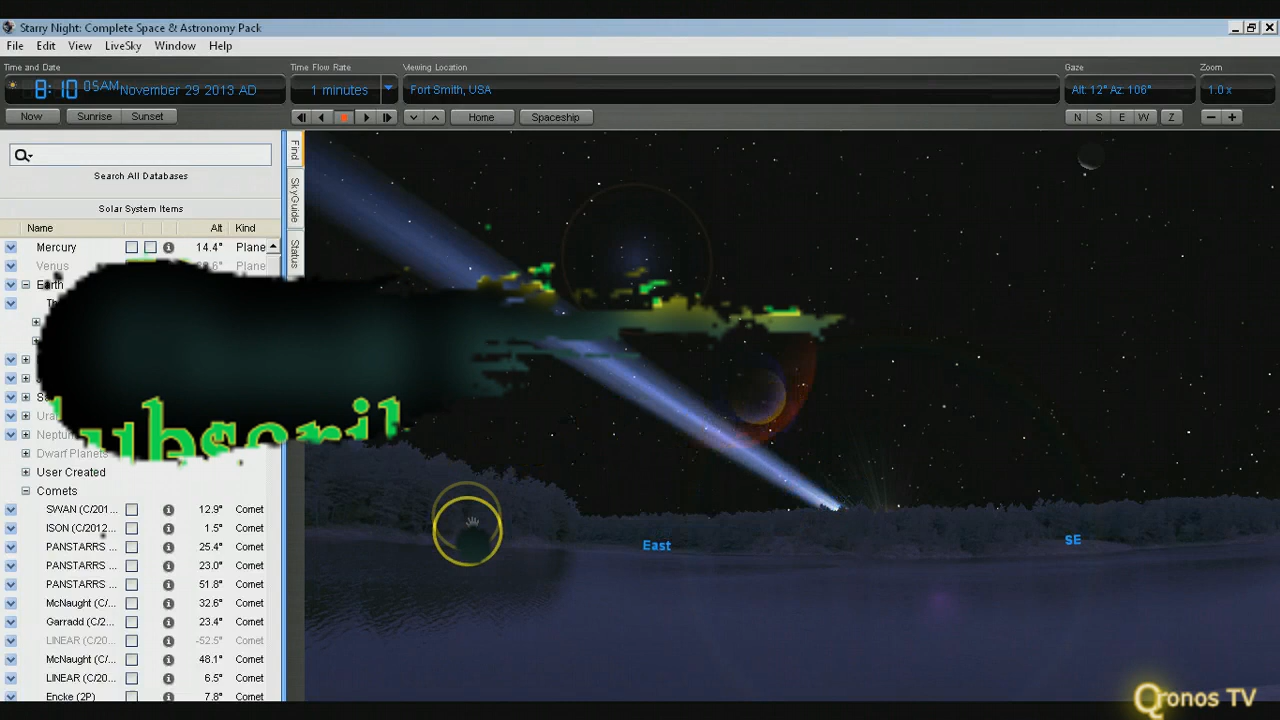 Starry Night: Complete Space & Astronomy Pack
File Edit View LiveSky Window Help
Time and Date Time Flow Rate Viewing Location Gaze Zoom
8:10 05AM November 29 2013 AD 1 minutes Fort Smith, USA Alt: 12° Az: 106° 1.0 x
Now Sunrise Sunset Home Spaceship N S E W Z
Find
SkyGuide
Status
Search All Databases
Solar System Items
Name Alt Kind
Mercury 14.4° Plane
Venus Plane
Earth
User Created
Comets
SWAN (C/201... 12.9° Comet
ISON (C/2012... 1.5° Comet
PANSTARRS ... 25.4° Comet
PANSTARRS ... 23.0° Comet
PANSTARRS ... 51.8° Comet
McNaught (C/... 32.6° Comet
Garradd (C/2... 23.4° Comet
LINEAR (C/20... -52.5° Comet
McNaught (C/... 48.1° Comet
LINEAR (C/20... 6.5° Comet
Encke (2P) 7.8° Comet
Dwarf Planets
East
SE
Qronos TV